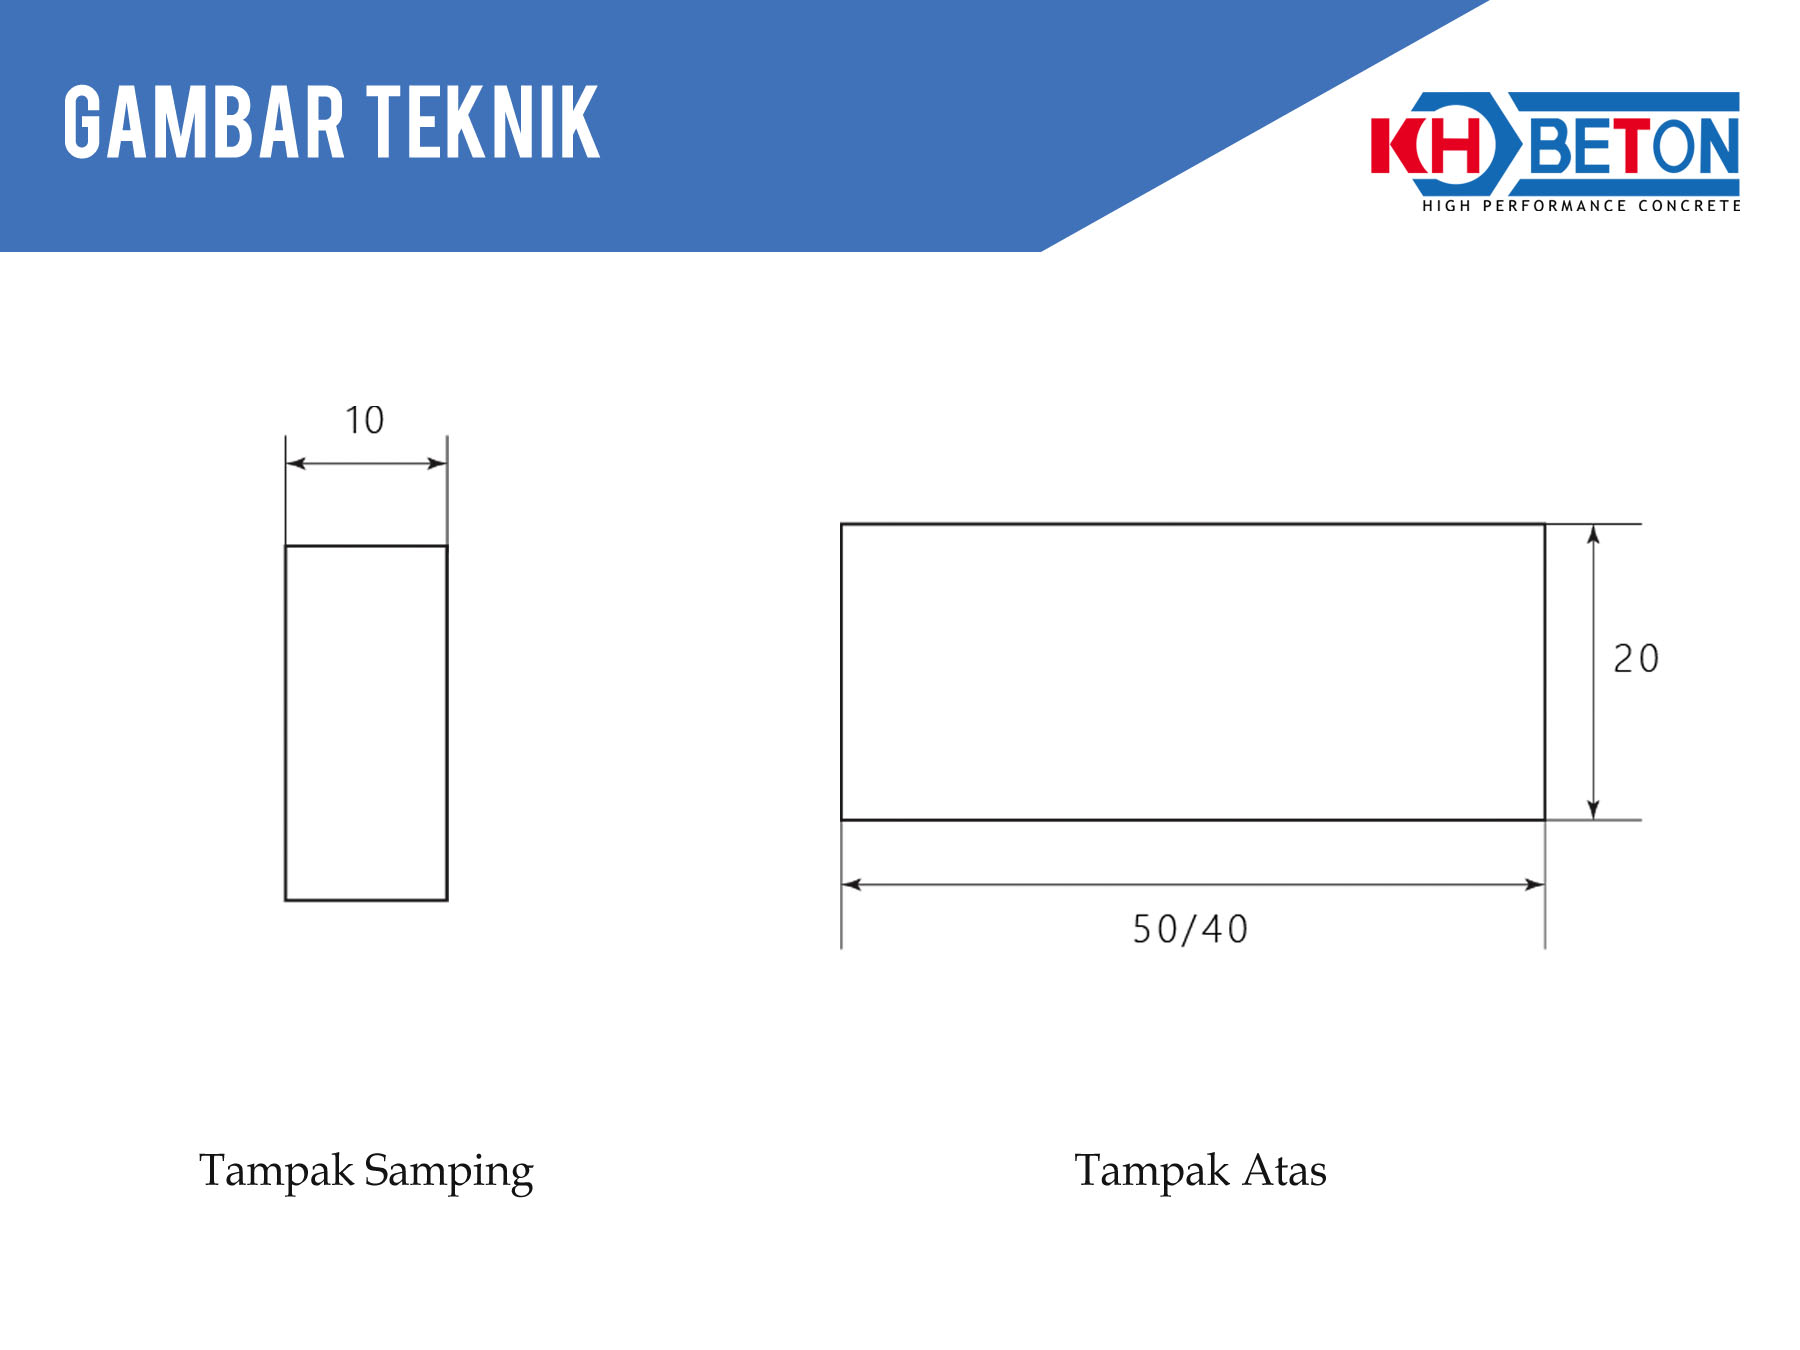 GAMBAR TEKNIK
KH BETON
HIGH PERFORMANCE CONCRETE
10
20
50/40
Tampak Samping
Tampak Atas